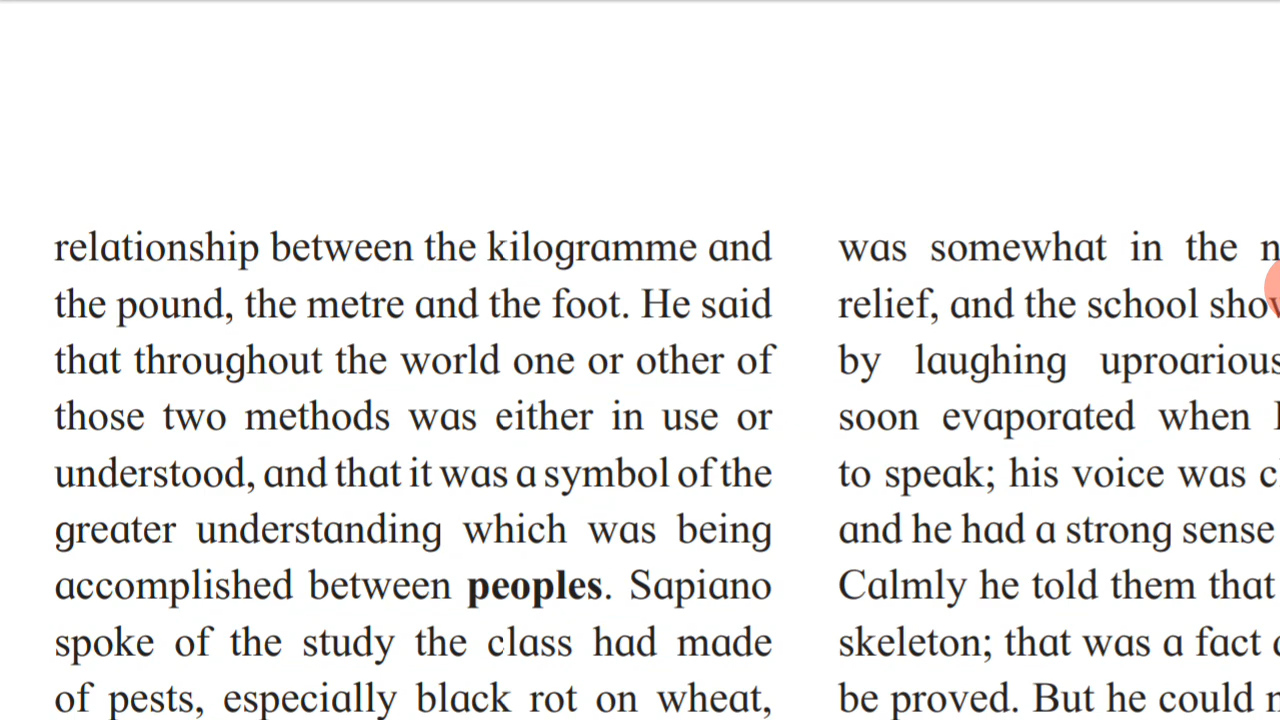 relationship between the kilogramme and
the pound, the metre and the foot. He said
that throughout the world one or other of
those two methods was either in use or
understood, and that it was a symbol of the
greater understanding which was being
accomplished between peoples. Sapiano
spoke of the study the class had made
of pests, especially black rot on wheat,
was somewhat in the
relief, and the school
by laughing
soon evaporated when
to speak; his voice was
and he had a strong sense
Calmly he told them that
skeleton; that was a fact
be proved. But he could